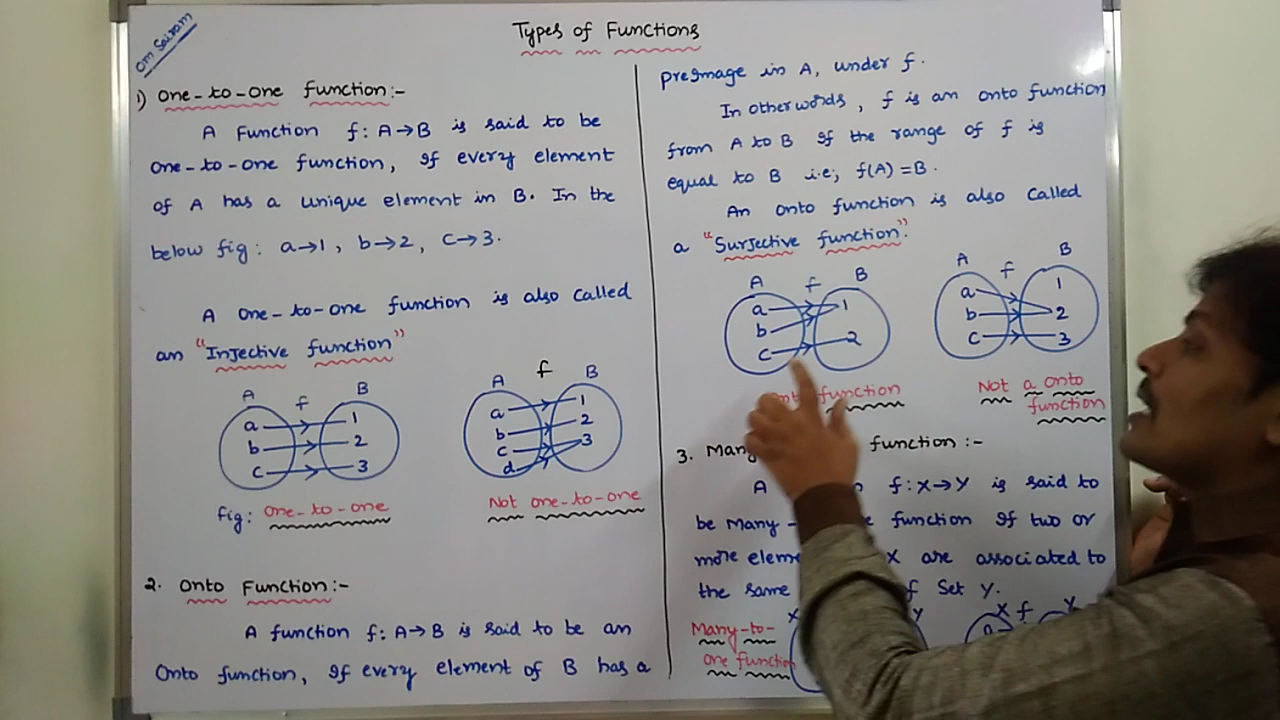 Om Sairam
Types of Functions
1) One-to-one function:-
A Function f: A→B is said to be
One-to-one function, If every element
of A has a unique element in B. In the
below fig: a→1, b→2, c→3.
A One-to-one function is also called
an "Injective function"
A f B
a 1
b 2
c 3
fig: One-to-one
A f B
a 1
b 2
c 3
d
Not one-to-one
2. Onto Function:-
A function f: A→B is said to be an
Onto function, If every element of B has a
preImage in A, under f.
In other words, f is an onto function
from A to B If the range of f is
equal to B i.e; f(A) = B.
An onto function is also called
a "Surjective function".
A f B
a 1
b
c 2
function
A f B
a 1
b 2
c 3
Not a onto
function
3. function :-
A f: X→Y is said to
be Many- function If two or
more X are associated to
the same Set Y.
Many-to-
one function
X Y
X f Y
a